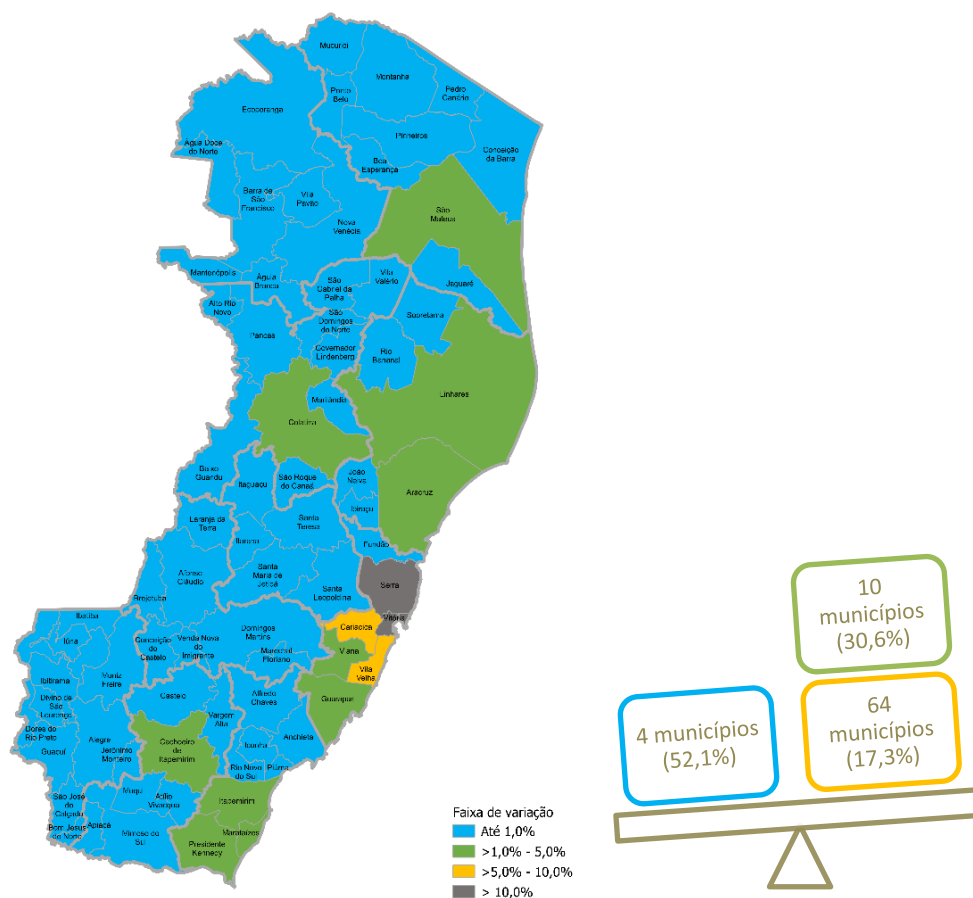 Mucurici
Montanha
Ponto
Belo
Pedro
Canário
Ecoporanga
Pinheiros
Conceição
da Barra
Água Doce
do Norte
Boa
Esperança
Barra de
São
Francisco
Vila
Pavão
São
Mateus
Nova
Venécia
Mantenópolis
Águia
Branca
São
Gabriel da
Palha
Vila
Valério
Jaguaré
Alto Rio
Novo
Sooretama
São
Domingos
do Norte
Pancas
Governador
Lindenberg
Rio
Bananal
Linhares
Marilândia
Colatina
Baixo
Guandu
Itaguaçu
São Roque
do Canaã
João
Neiva
Aracruz
Ibiraçu
Laranja da
Terra
Itarana
Santa
Teresa
Fundão
Afonso
Cláudio
Santa
Maria de
Jetibá
Serra
Santa
Leopoldina
Brejetuba
Ibatiba
Vitória
Cariacica
Iúna
Conceição
do Castelo
Venda Nova
do
Imigrante
Domingos
Martins
Marechal
Floriano
Viana
Vila
Velha
Ibitirama
Muniz
Freire
Castelo
Alfredo
Chaves
Guarapari
Divino de
São
Lourenço
Vargem
Alta
Dores do
Rio Preto
Guaçuí
Alegre
Jerônimo
Monteiro
Cachoeiro
de
Itapemirim
Iconha
Anchieta
Rio Novo
do Sul
Piúma
São José
do
Calçado
Muqui
Atílio
Vivacqua
Itapemirim
Bom Jesus
do Norte
Apiacá
Mimoso do
Sul
Marataízes
Presidente
Kennecy
10
municípios
(30,6%)
4 municípios
(52,1%)
64
municípios
(17,3%)
Faixa de variação
Até 1,0%
>1,0% - 5,0%
>5,0% - 10,0%
> 10,0%